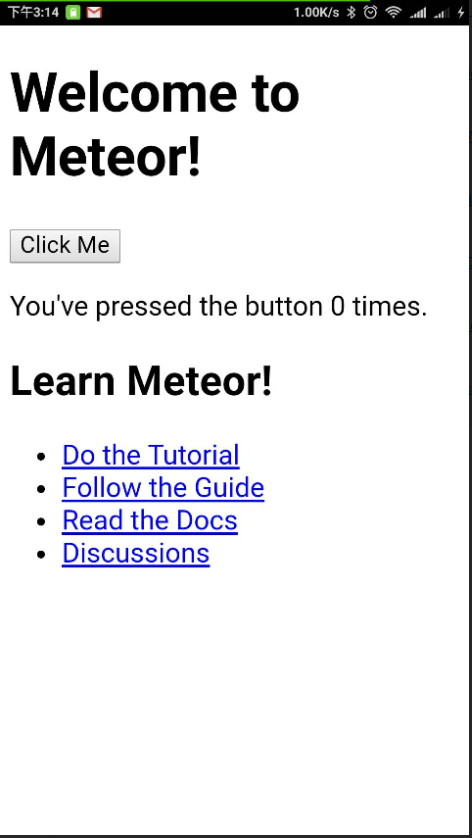 下午3:14 1.00K/s
Welcome to
Meteor!
Click Me
You've pressed the button 0 times.
Learn Meteor!
Do the Tutorial
Follow the Guide
Read the Docs
Discussions